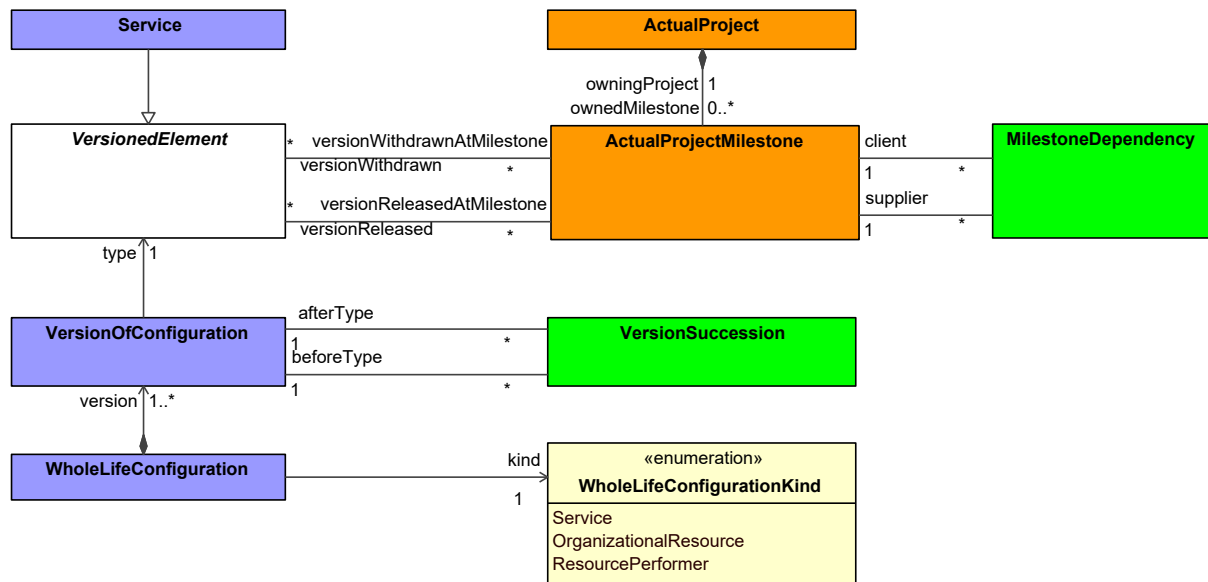 Service
ActualProject
owningProject 1
ownedMilestone 0..*
VersionedElement
* versionWithdrawnAtMilestone
versionWithdrawn *
ActualProjectMilestone
client
1 *
MilestoneDependency
supplier
1 *
* versionReleasedAtMilestone
versionReleased *
type 1
VersionOfConfiguration
afterType
1 *
beforeType
1 *
VersionSuccession
version 1..*
WholeLifeConfiguration
kind
1
«enumeration»
WholeLifeConfigurationKind
Service
OrganizationalResource
ResourcePerformer